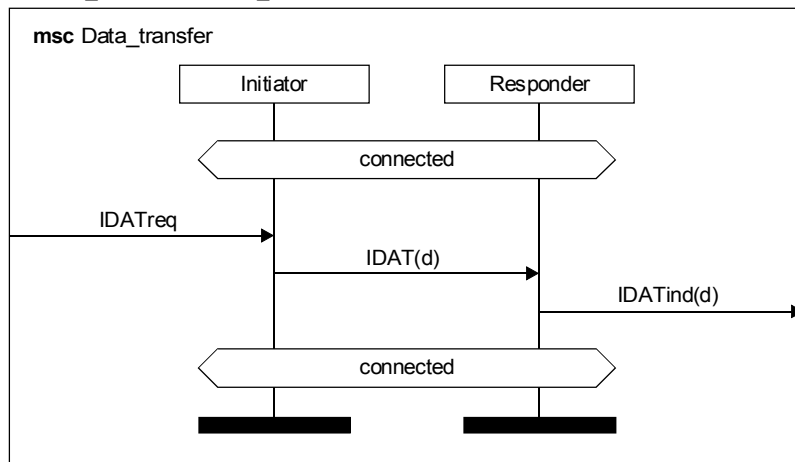 msc Data_transfer
Initiator
Responder
connected
IDATreq
IDAT(d)
IDATind(d)
connected